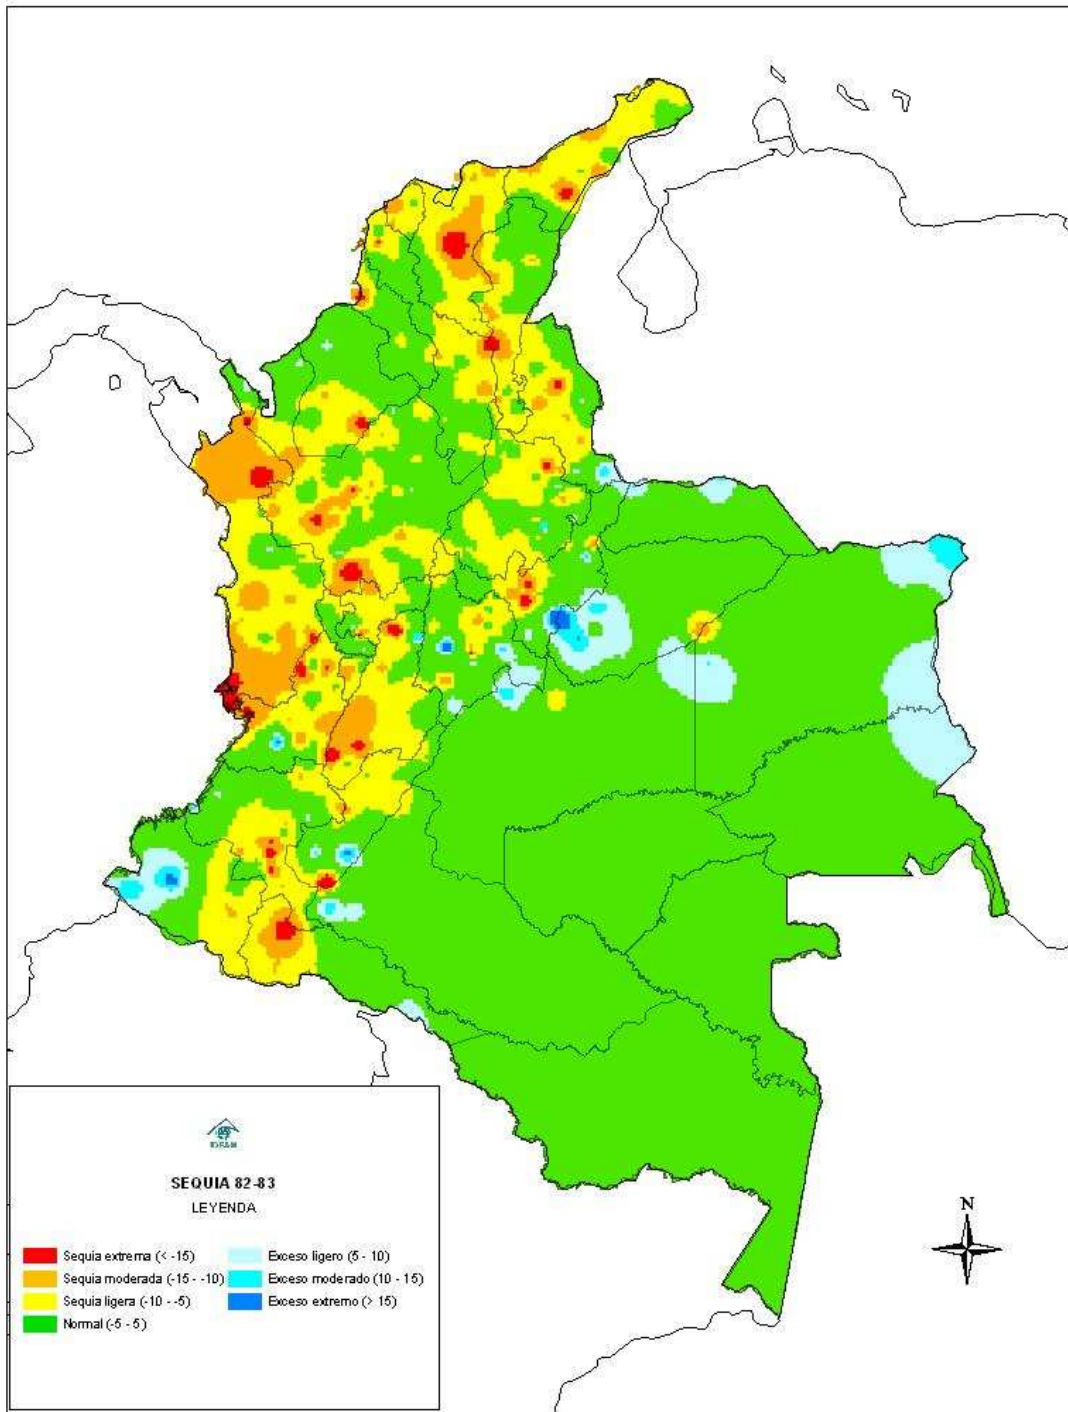 N
IDEAM
SEQUIA 82-83
LEYENDA
Sequia extrema (< -15)
Sequia moderada (-15 - -10)
Sequia ligera (-10 - -5)
Normal (-5 - 5)
Exceso ligero (5 - 10)
Exceso moderado (10 - 15)
Exceso extremo (> 15)